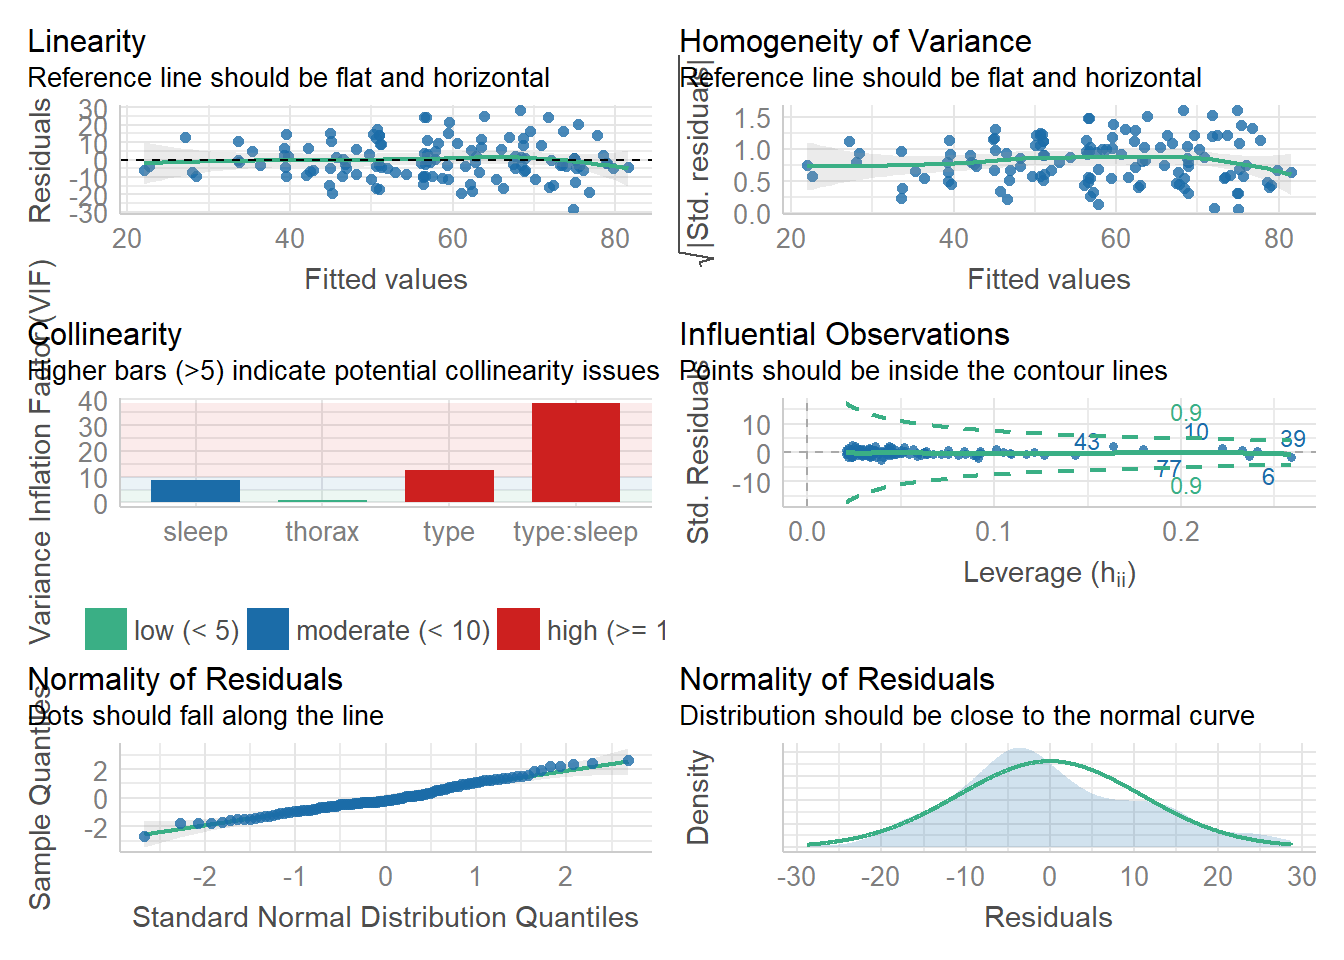 Linearity
Reference line should be flat and horizontal
Residuals
30
20
10
0
-10
-20
-30
20
40
60
80
Fitted values
Homogeneity of Variance
Reference line should be flat and horizontal
√|Std. residuals|
1.5
1.0
0.5
0.0
20
40
60
80
Fitted values
Collinearity
Higher bars (>5) indicate potential collinearity issues
Variance Inflation Factor (VIF)
40
30
20
10
0
sleep
thorax
type
type:sleep
low (< 5)
moderate (< 10)
high (>= 1
Influential Observations
Points should be inside the contour lines
Std. Residuals
10
0
-10
0.9
43
10
39
77
6
0.9
0.0
0.1
0.2
Leverage (hii)
Normality of Residuals
Dots should fall along the line
Sample Quantiles
2
0
-2
-2
-1
0
1
2
Standard Normal Distribution Quantiles
Normality of Residuals
Distribution should be close to the normal curve
Density
-30
-20
-10
0
10
20
30
Residuals